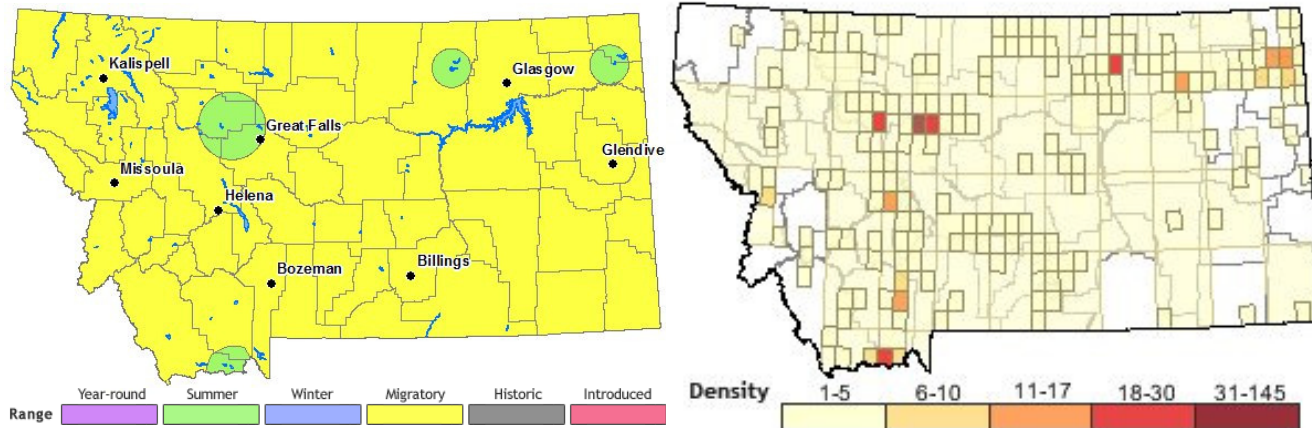 Kalispell
Glasgow
Great Falls
Glendive
Missoula
Helena
Bozeman
Billings
Range Year-round Summer Winter Migratory Historic Introduced
Density 1-5 6-10 11-17 18-30 31-145